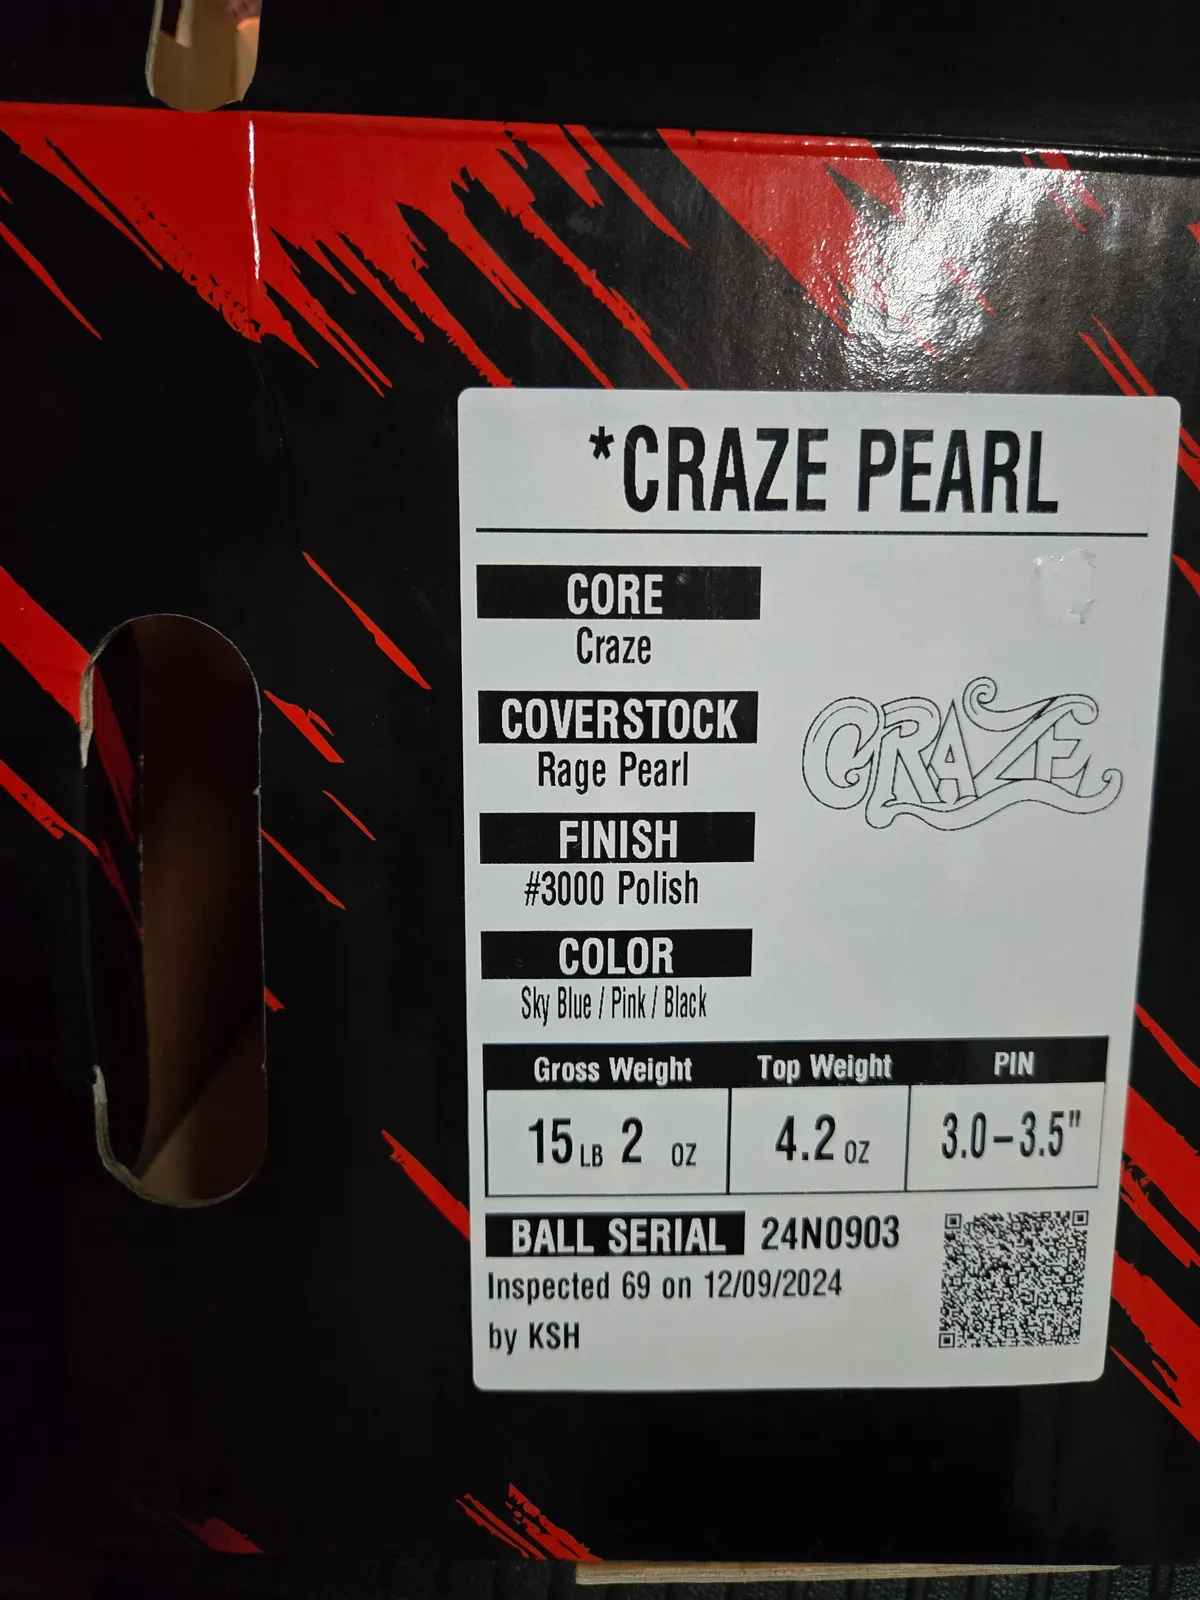 *CRAZE PEARL
CORE
Craze
COVERSTOCK
Rage Pearl
CRAZE
FINISH
#3000 Polish
COLOR
Sky Blue / Pink / Black
Gross Weight Top Weight PIN
15 LB 2 OZ 4.2 OZ 3.0-3.5"
BALL SERIAL 24N0903
Inspected 69 on 12/09/2024
by KSH